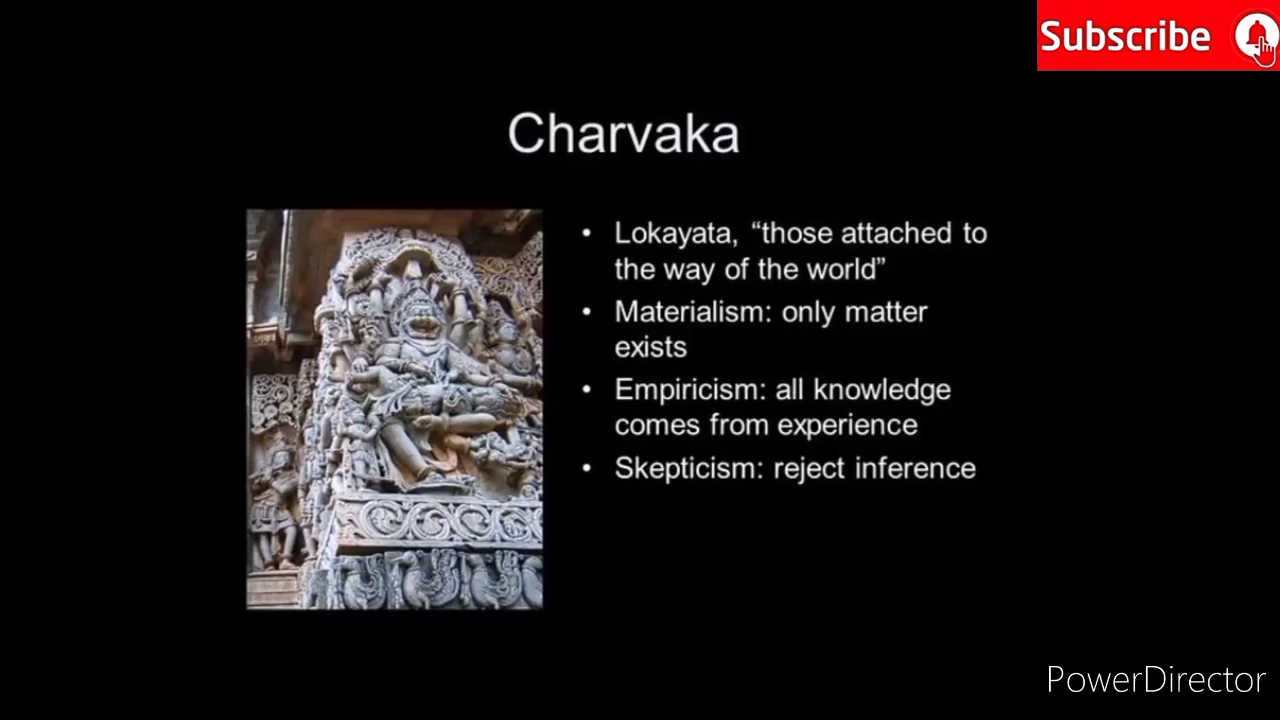 Subscribe
Charvaka
• Lokayata, “those attached to
the way of the world”
• Materialism: only matter
exists
• Empiricism: all knowledge
comes from experience
• Skepticism: reject inference
PowerDirector